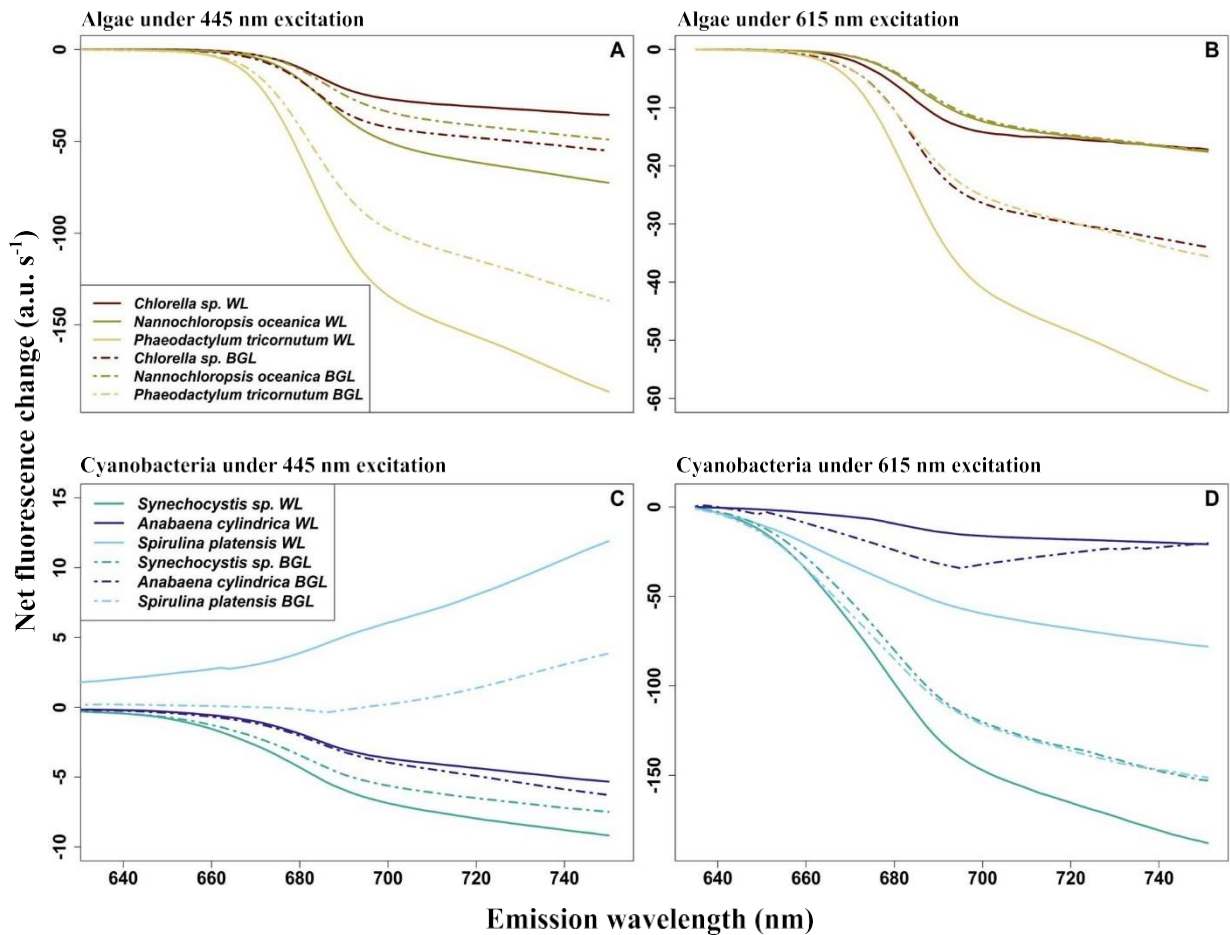 Algae under 445 nm excitation
Algae under 615 nm excitation
A
B
0
-50
-100
-150
0
-10
-20
-30
-40
-50
-60
Chlorella sp. WL
Nannochloropsis oceanica WL
Phaeodactylum tricornutum WL
Chlorella sp. BGL
Nannochloropsis oceanica BGL
Phaeodactylum tricornutum BGL
Net fluorescence change (a.u. s-1)
Cyanobacteria under 445 nm excitation
Cyanobacteria under 615 nm excitation
C
D
15
10
5
0
-5
-10
0
-50
-100
-150
Synechocystis sp. WL
Anabaena cylindrica WL
Spirulina platensis WL
Synechocystis sp. BGL
Anabaena cylindrica BGL
Spirulina platensis BGL
640 660 680 700 720 740
640 660 680 700 720 740
Emission wavelength (nm)